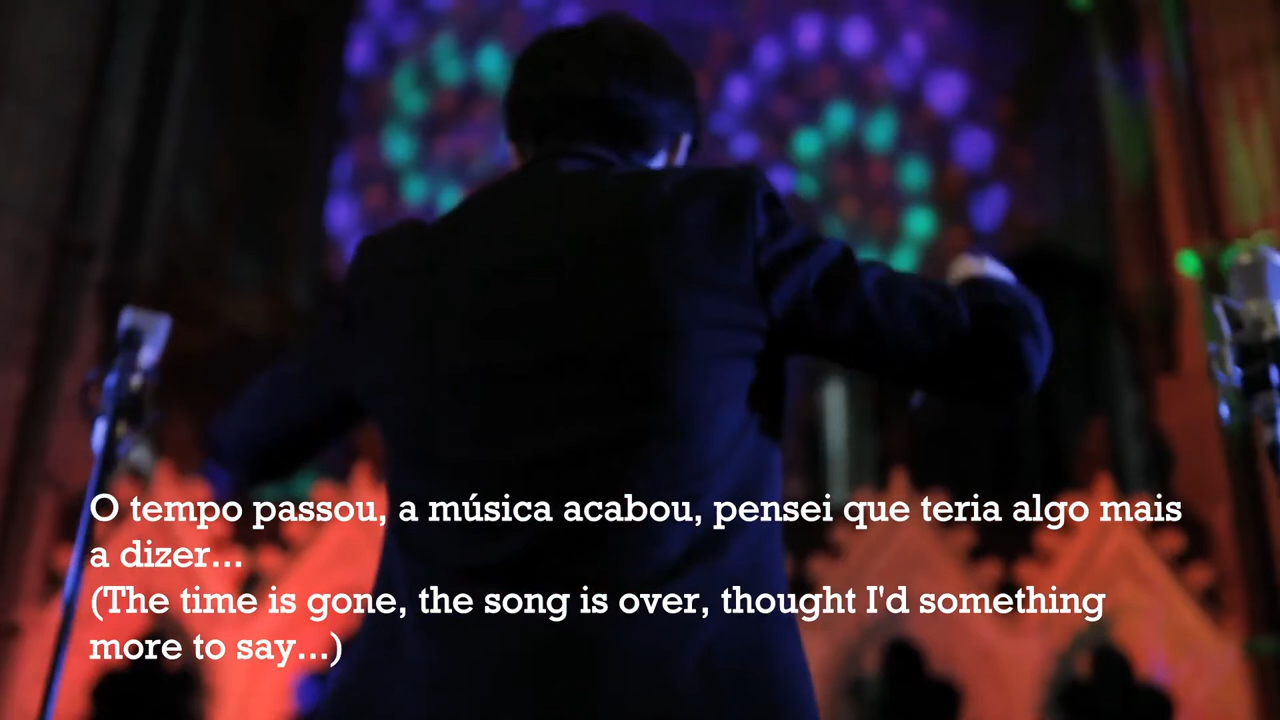 O tempo passou, a música acabou, pensei que teria algo mais
a dizer...
(The time is gone, the song is over, thought I'd something
more to say...)